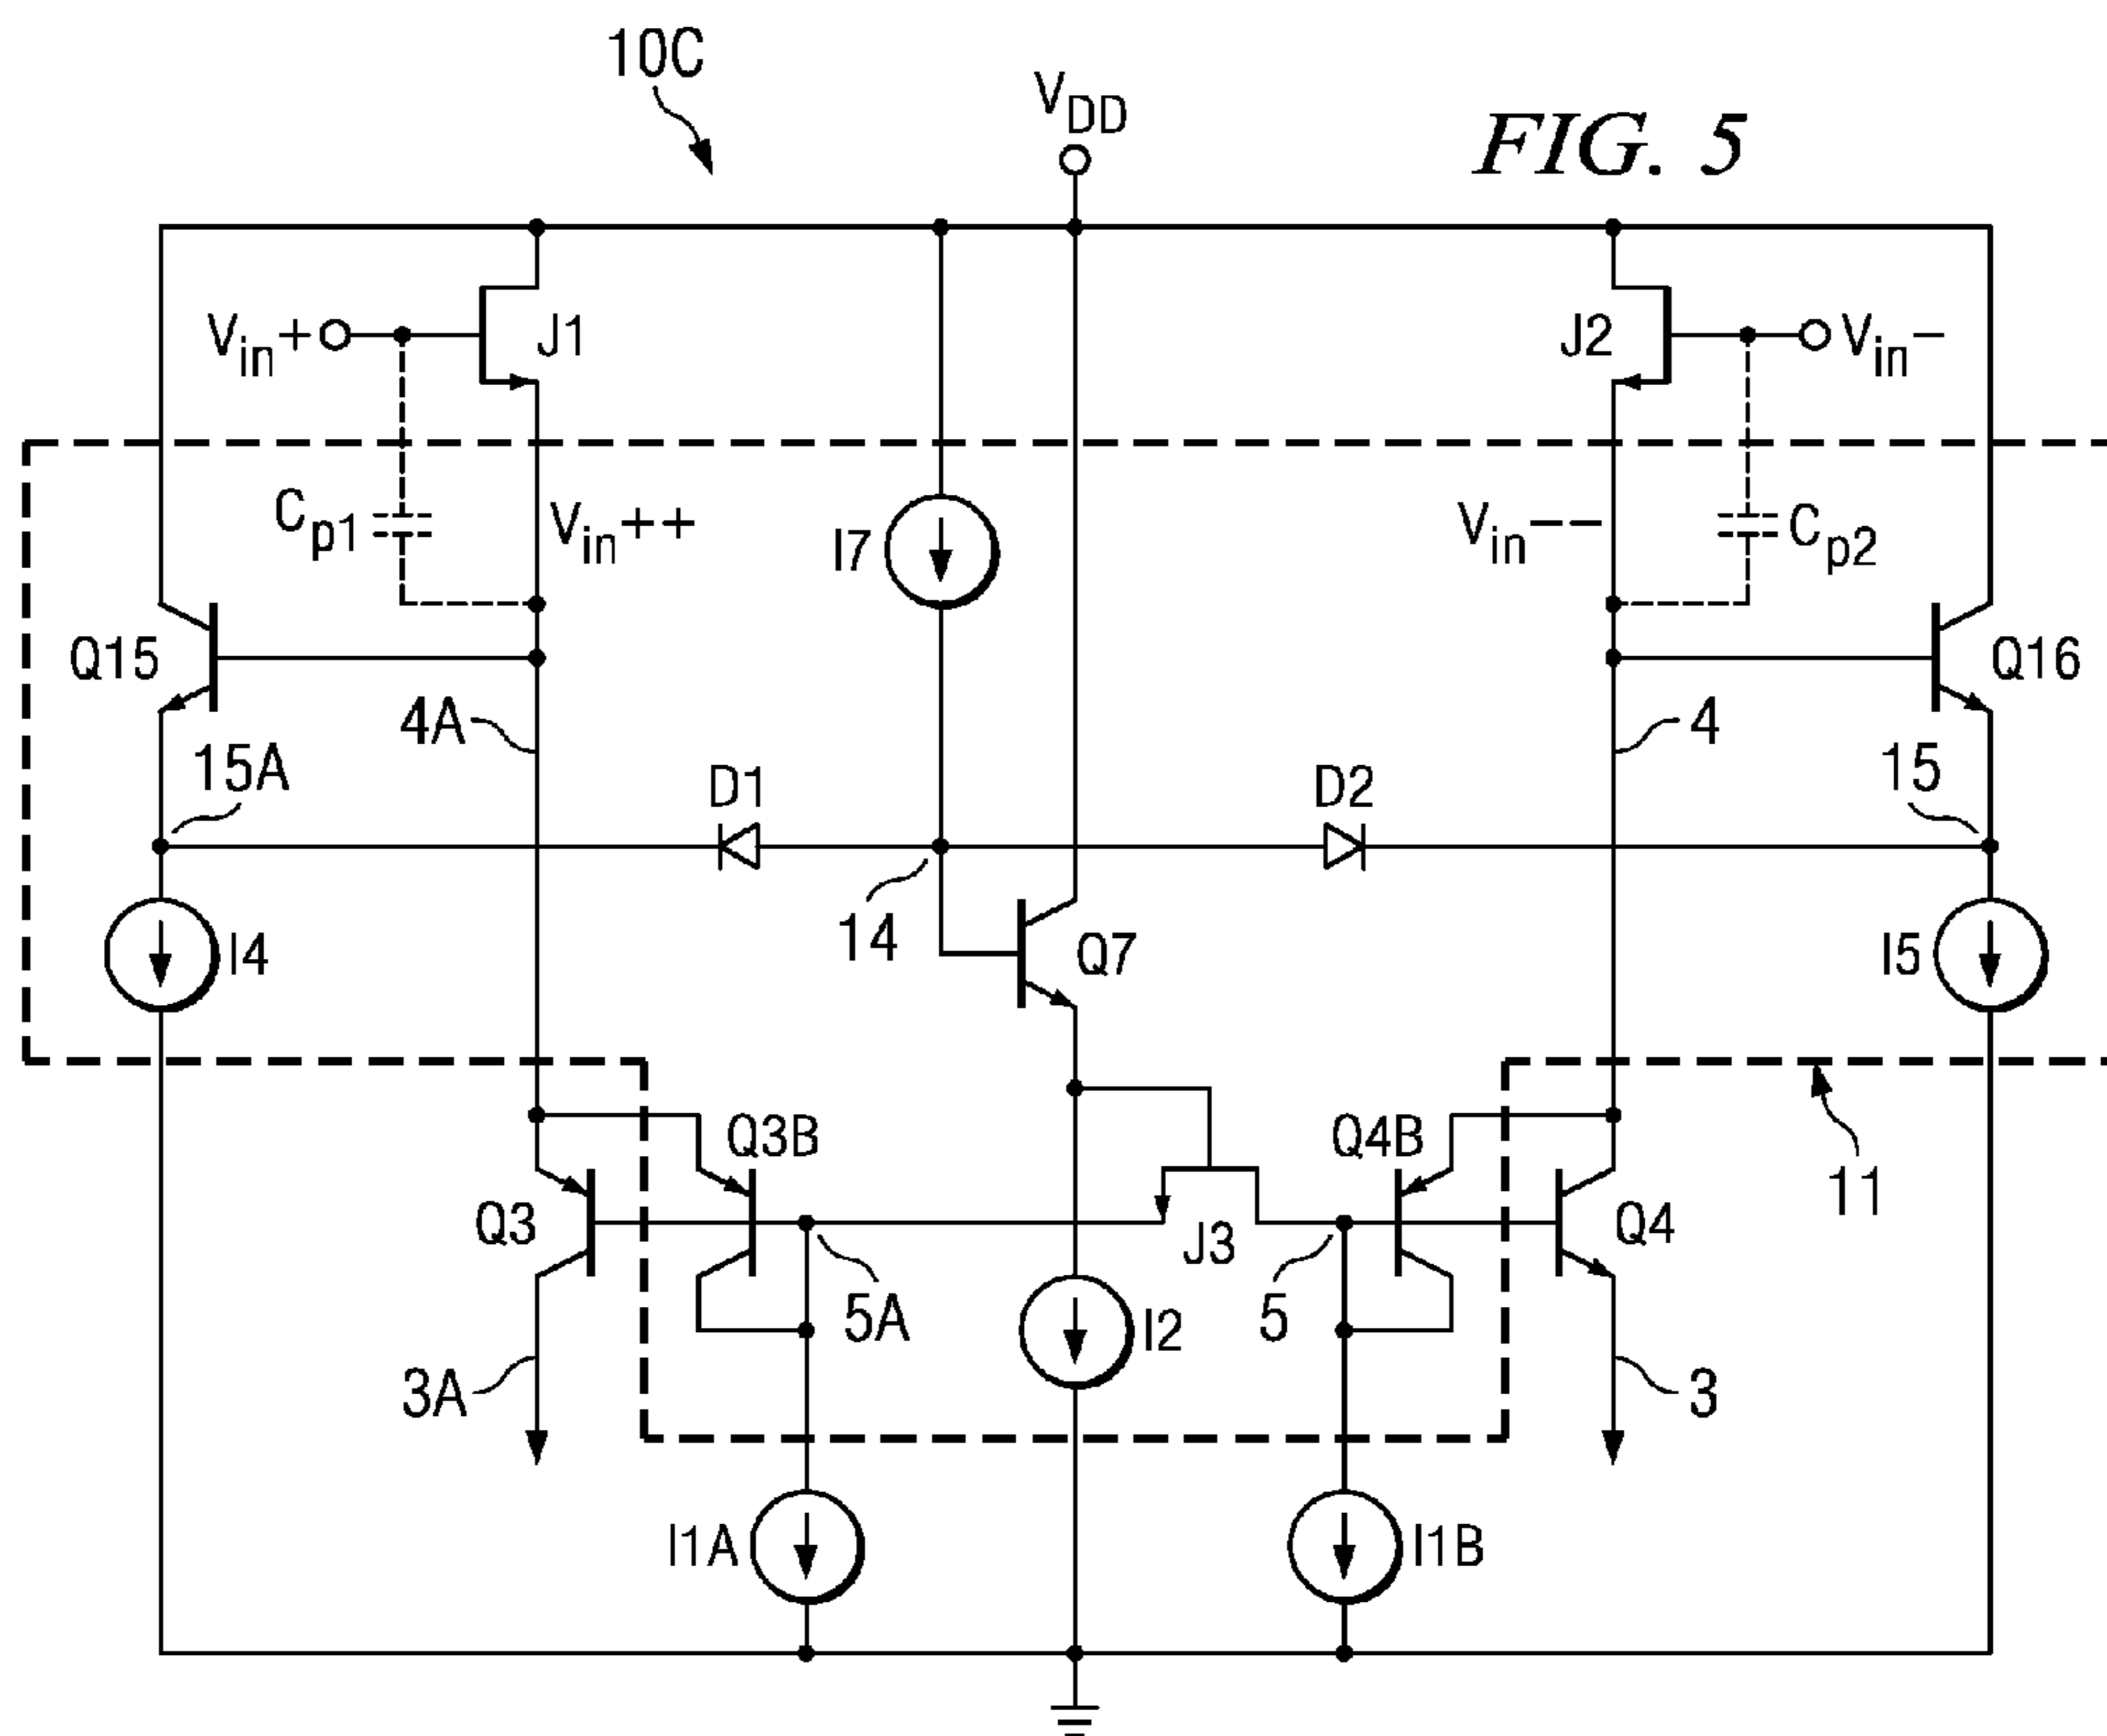 10C
VDD
FIG. 5
Vin+
J1
J2
Vin−
Cp1
Vin++
I7
Vin−−
Cp2
Q15
Q16
4A
4
15A
D1
D2
15
14
Q7
I4
I5
Q3B
Q4B
11
Q3
J3
Q4
5A
I2
5
3A
3
I1A
I1B